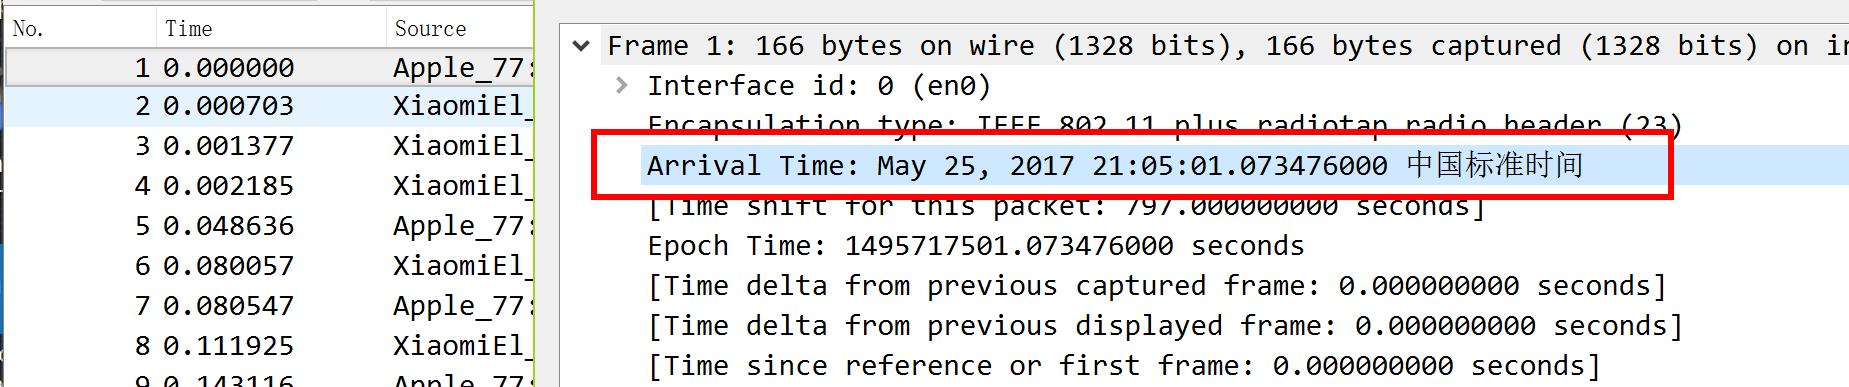 No. Time Source
1 0.000000 Apple_77:
2 0.000703 XiaomiEl_
3 0.001377 XiaomiEl_
4 0.002185 XiaomiEl_
5 0.048636 Apple_77:
6 0.080057 XiaomiEl_
7 0.080547 Apple_77:
8 0.111925 XiaomiEl_
9 0.143116 Apple_77:
Frame 1: 166 bytes on wire (1328 bits), 166 bytes captured (1328 bits) on in
Interface id: 0 (en0)
Encapsulation type: IEEE 802.11 plus radiotap radio header (23)
Arrival Time: May 25, 2017 21:05:01.073476000 中国标准时间
[Time shift for this packet: 797.000000000 seconds]
Epoch Time: 1495717501.073476000 seconds
[Time delta from previous captured frame: 0.000000000 seconds]
[Time delta from previous displayed frame: 0.000000000 seconds]
[Time since reference or first frame: 0.000000000 seconds]